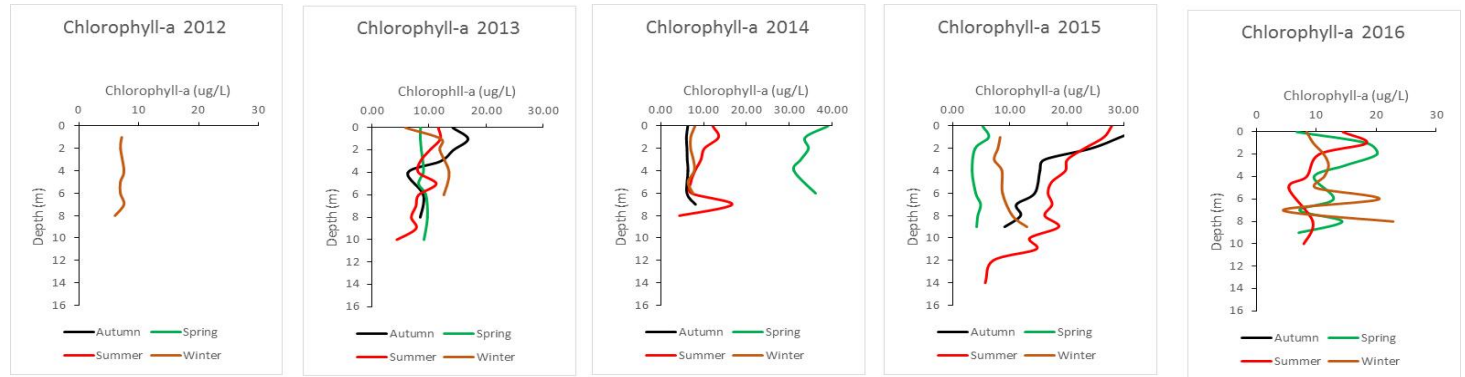 Chlorophyll-a 2012
Chlorophyll-a (ug/L)
0 10 20 30
0
2
4
6
8
10
12
14
16
Depth (m)
Autumn Spring
Summer Winter
Chlorophyll-a 2013
Chlorophll-a (ug/L)
0.00 10.00 20.00 30.00
0
2
4
6
8
10
12
14
16
Depth (m)
Autumn Spring
Summer Winter
Chlorophyll-a 2014
Chlorophyll-a (ug/L)
0.00 10.00 20.00 30.00 40.00
0
2
4
6
8
10
12
14
16
Depth (m)
Autumn Spring
Summer Winter
Chlorophyll-a 2015
Chlorophyll-a (ug/L)
0.00 10.00 20.00 30.00
0
2
4
6
8
10
12
14
16
Depth (m)
Autumn Spring
Summer Winter
Chlorophyll-a 2016
Chlorophyll-a (ug/L)
0 10 20 30
0
2
4
6
8
10
12
14
16
Depth (m)
Autumn Spring
Summer Winter